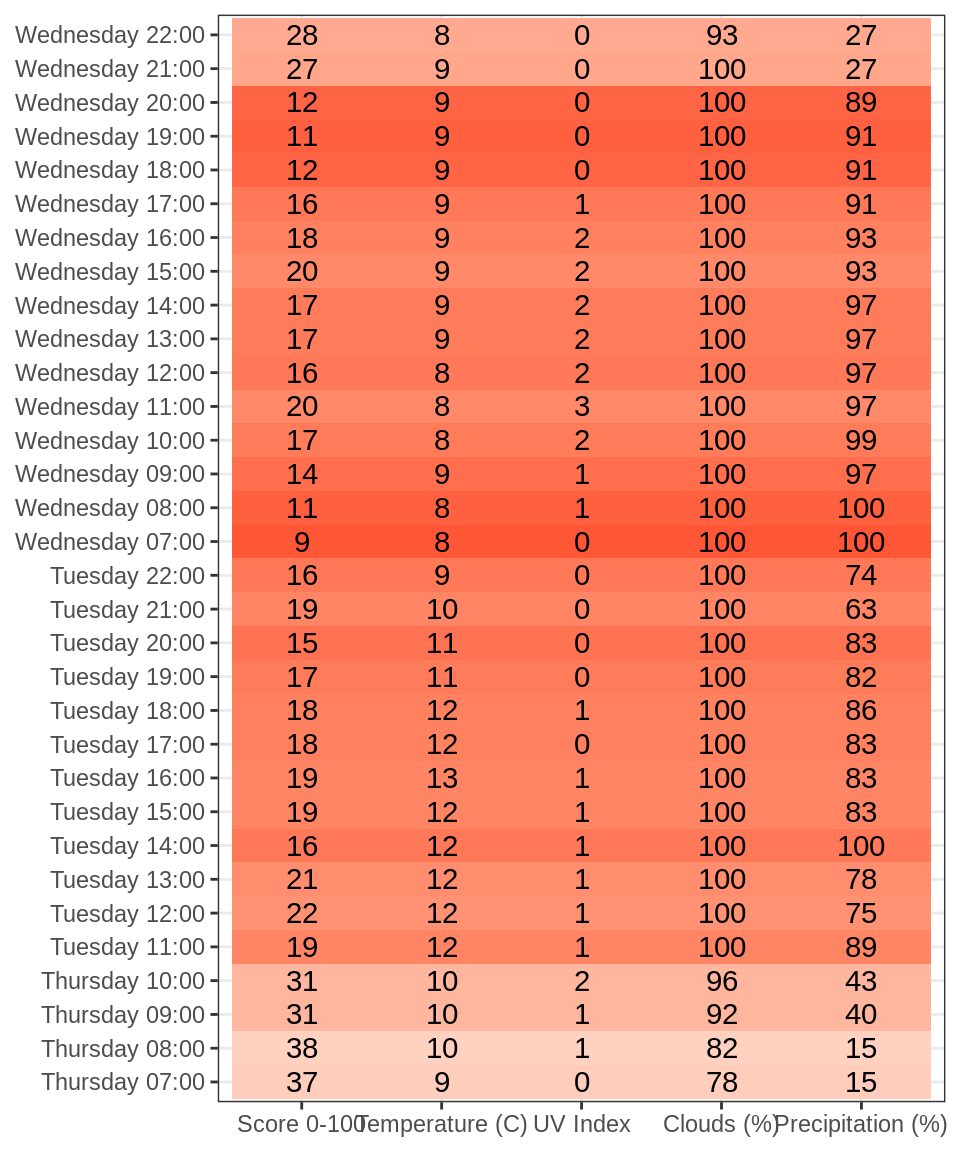 Wednesday 22:00 28 8 0 93 27
Wednesday 21:00 27 9 0 100 27
Wednesday 20:00 12 9 0 100 89
Wednesday 19:00 11 9 0 100 91
Wednesday 18:00 12 9 0 100 91
Wednesday 17:00 16 9 1 100 91
Wednesday 16:00 18 9 2 100 93
Wednesday 15:00 20 9 2 100 93
Wednesday 14:00 17 9 2 100 97
Wednesday 13:00 17 9 2 100 97
Wednesday 12:00 16 8 2 100 97
Wednesday 11:00 20 8 3 100 97
Wednesday 10:00 17 8 2 100 99
Wednesday 09:00 14 9 1 100 97
Wednesday 08:00 11 8 1 100 100
Wednesday 07:00 9 8 0 100 100
Tuesday 22:00 16 9 0 100 74
Tuesday 21:00 19 10 0 100 63
Tuesday 20:00 15 11 0 100 83
Tuesday 19:00 17 11 0 100 82
Tuesday 18:00 18 12 1 100 86
Tuesday 17:00 18 12 0 100 83
Tuesday 16:00 19 13 1 100 83
Tuesday 15:00 19 12 1 100 83
Tuesday 14:00 16 12 1 100 100
Tuesday 13:00 21 12 1 100 78
Tuesday 12:00 22 12 1 100 75
Tuesday 11:00 19 12 1 100 89
Thursday 10:00 31 10 2 96 43
Thursday 09:00 31 10 1 92 40
Thursday 08:00 38 10 1 82 15
Thursday 07:00 37 9 0 78 15
Score 0-100 Temperature (C) UV Index Clouds (%) Precipitation (%)